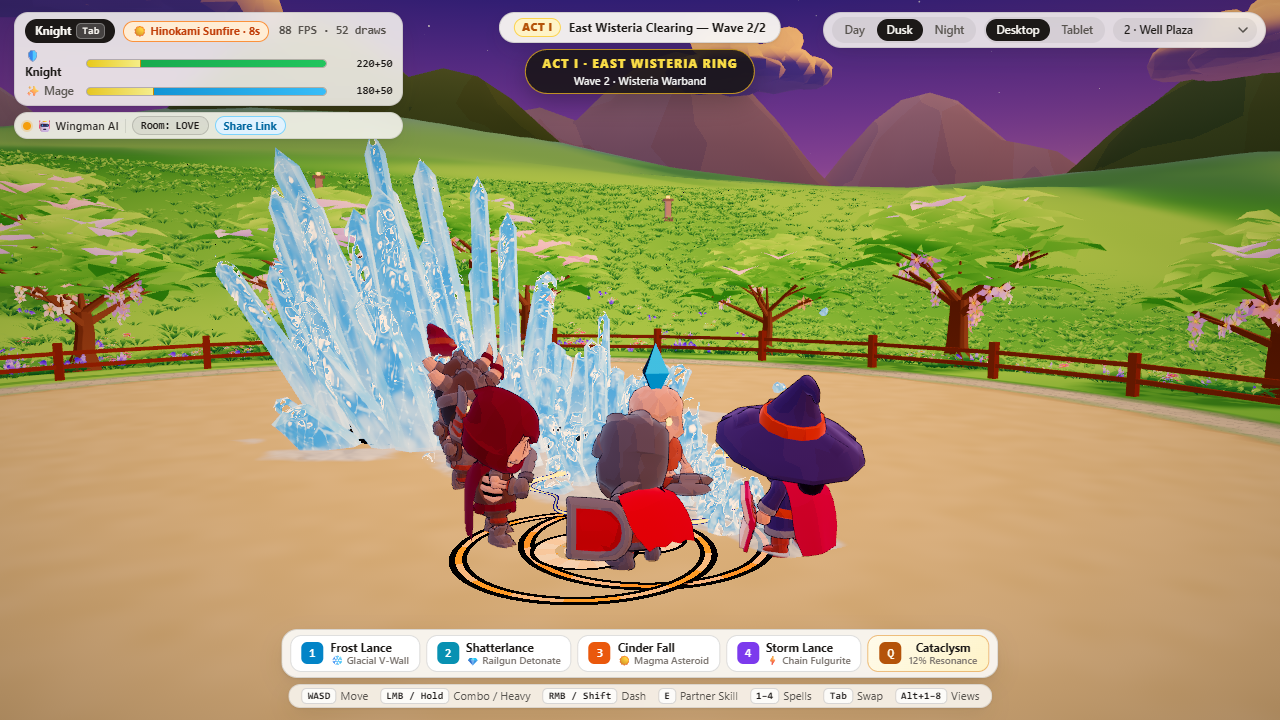 Knight Tab Hinokami Sunfire · 8s 88 FPS · 52 draws
Knight 220+50
Mage 180+50
Wingman AI Room: LOVE Share Link
ACT I East Wisteria Clearing — Wave 2/2
ACT I · EAST WISTERIA RING
Wave 2 · Wisteria Warband
Day Dusk Night Desktop Tablet 2 · Well Plaza
1 Frost Lance
Glacial V-Wall
2 Shatterlance
Railgun Detonate
3 Cinder Fall
Magma Asteroid
4 Storm Lance
Chain Fulgurite
Q Cataclysm
12% Resonance
WASD Move LMB / Hold Combo / Heavy RMB / Shift Dash E Partner Skill 1–4 Spells Tab Swap Alt+1–8 Views